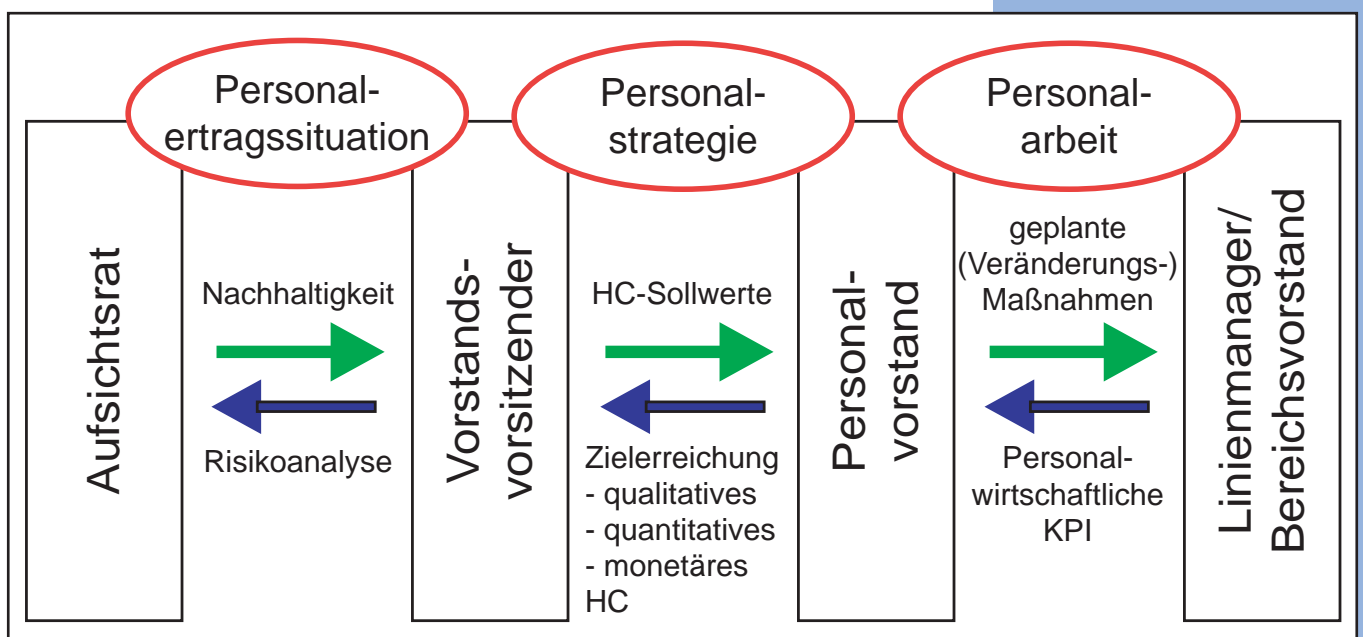 Personal-
ertragssituation
Personal-
strategie
Personal-
arbeit
Aufsichtsrat
Nachhaltigkeit
Risikoanalyse
Vorstands-
vorsitzender
HC-Sollwerte
Zielerreichung
- qualitatives
- quantitatives
- monetäres
HC
Personal-
vorstand
geplante
(Veränderungs-)
Maßnahmen
Personal-
wirtschaftliche
KPI
Linienmanager/
Bereichsvorstand